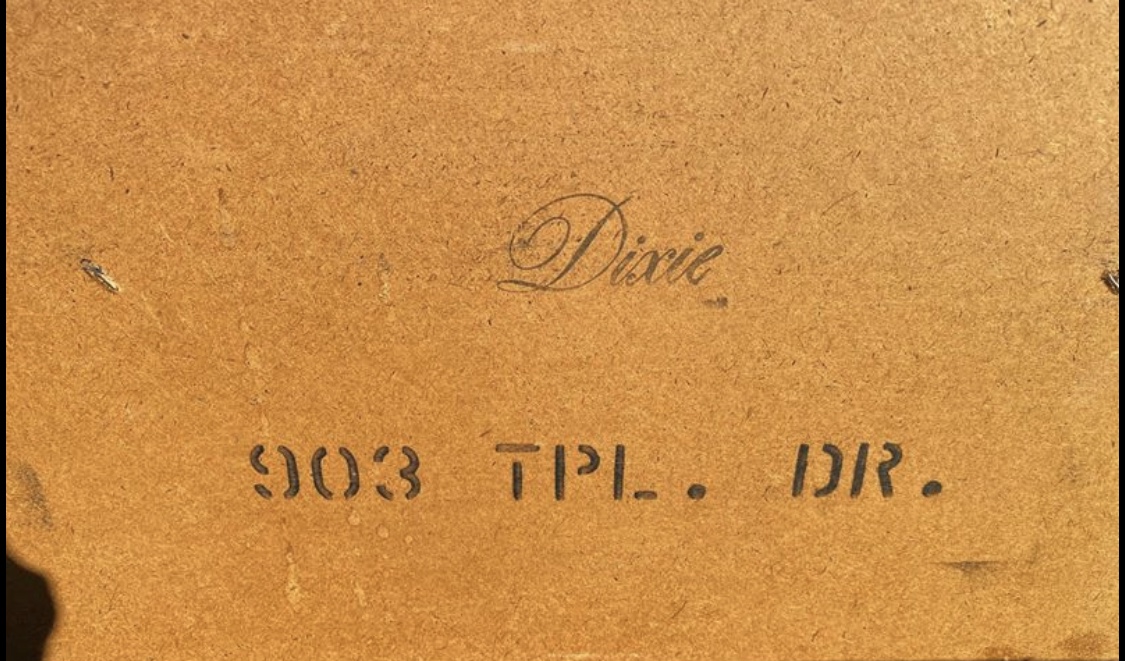 Dixie
903 TPL. DR.